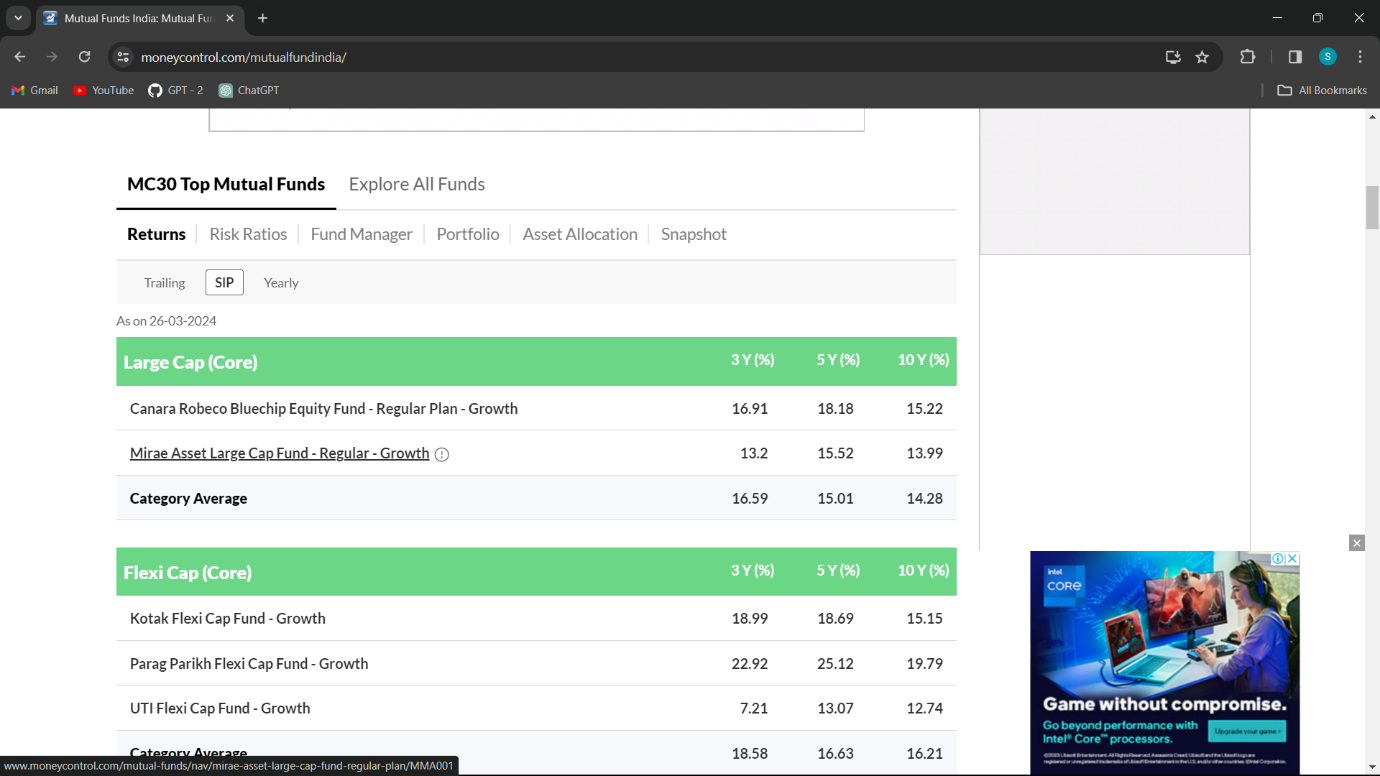 Mutual Funds India: Mutual Fun
moneycontrol.com/mutualfundindia/
S
Gmail YouTube GPT - 2 ChatGPT All Bookmarks
MC30 Top Mutual Funds Explore All Funds
Returns Risk Ratios Fund Manager Portfolio Asset Allocation Snapshot
Trailing SIP Yearly
As on 26-03-2024
Large Cap (Core) 3 Y (%) 5 Y (%) 10 Y (%)
Canara Robeco Bluechip Equity Fund - Regular Plan - Growth 16.91 18.18 15.22
Mirae Asset Large Cap Fund - Regular - Growth 13.2 15.52 13.99
Category Average 16.59 15.01 14.28
Flexi Cap (Core) 3 Y (%) 5 Y (%) 10 Y (%)
Kotak Flexi Cap Fund - Growth 18.99 18.69 15.15
Parag Parikh Flexi Cap Fund - Growth 22.92 25.12 19.79
UTI Flexi Cap Fund - Growth 7.21 13.07 12.74
Category Average 18.58 16.63 16.21
www.moneycontrol.com/mutual-funds/nav/mirae-asset-large-cap-fund-regular-plan/MMA001
intel
CORE
Game without compromise.
Go beyond performance with
Intel® Core™ processors.
Upgrade your game